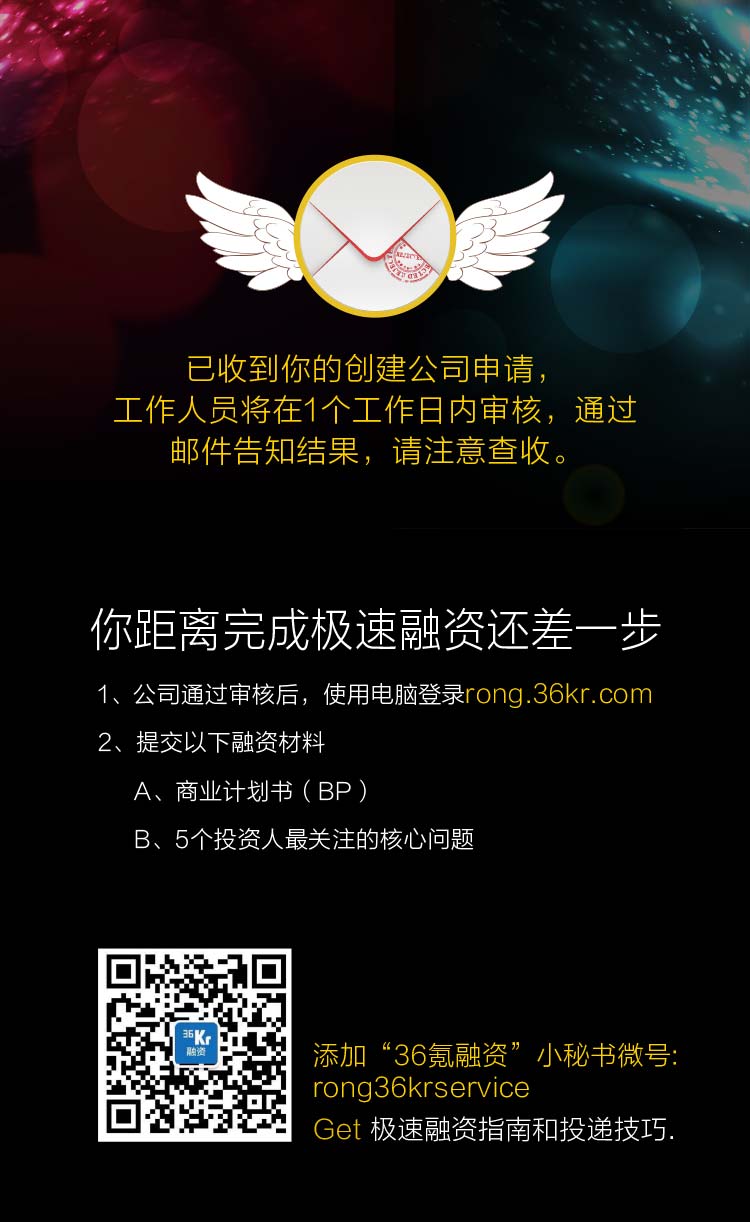 已收到你的创建公司申请，
工作人员将在1个工作日内审核，通过
邮件告知结果，请注意查收。
你距离完成极速融资还差一步
1、公司通过审核后，使用电脑登录rong.36kr.com
2、提交以下融资材料
A、商业计划书（BP）
B、5个投资人最关注的核心问题
36Kr
融资
添加“36氪融资”小秘书微号:
rong36krservice
Get 极速融资指南和投递技巧.